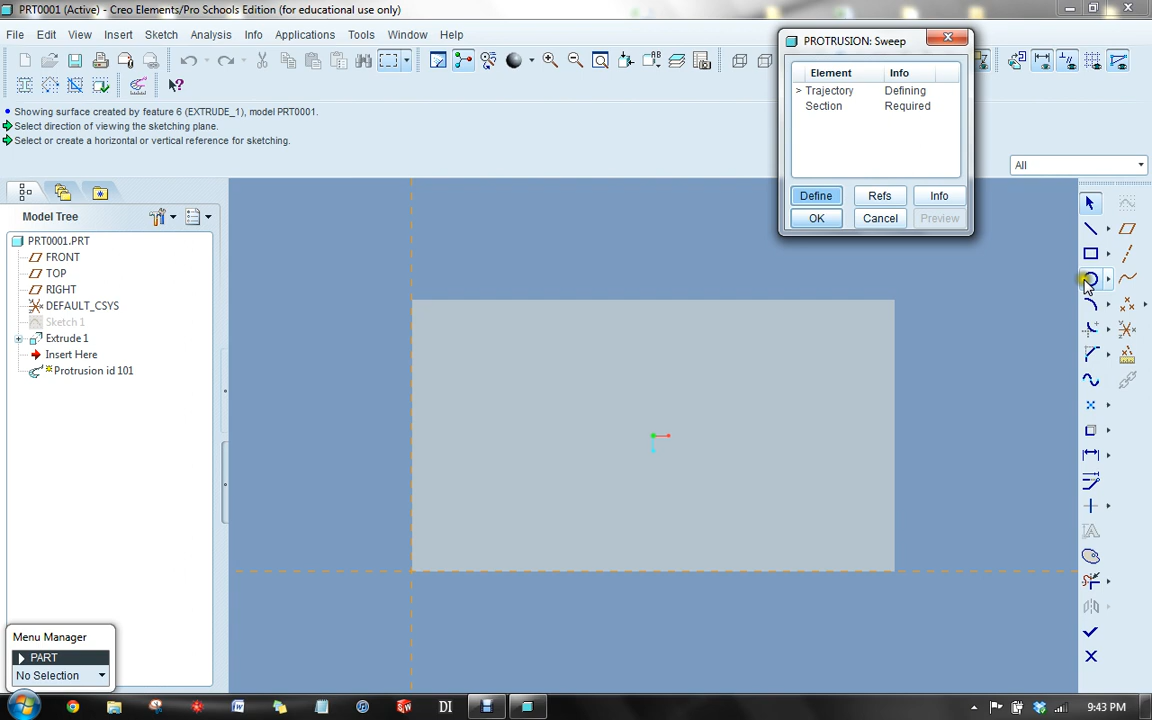 PRT0001 (Active) - Creo Elements/Pro Schools Edition (for educational use only)
File Edit View Insert Sketch Analysis Info Applications Tools Window Help
PROTRUSION: Sweep
Element Info
> Trajectory Defining
Section Required
Define Refs Info
OK Cancel Preview
Showing surface created by feature 6 (EXTRUDE_1), model PRT0001.
Select direction of viewing the sketching plane.
Select or create a horizontal or vertical reference for sketching.
All
Model Tree
PRT0001.PRT
FRONT
TOP
RIGHT
DEFAULT_CSYS
Sketch 1
Extrude 1
Insert Here
Protrusion id 101
Menu Manager
PART
No Selection
DI
9:43 PM